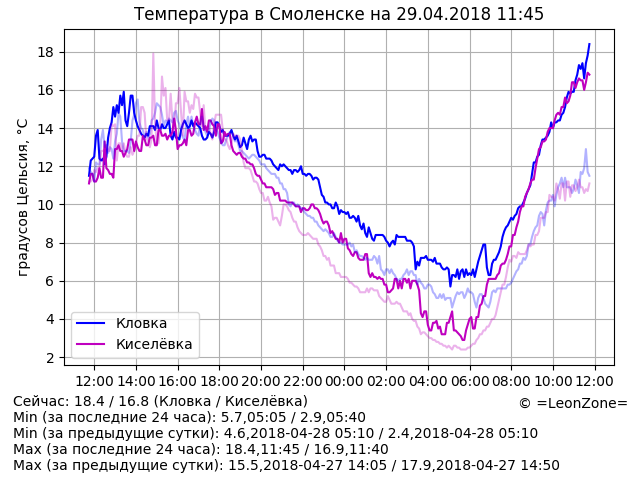 Температура в Смоленске на 29.04.2018 11:45
градусов Цельсия, °C
18
16
14
12
10
8
6
4
2
Кловка
Киселёвка
12:00 14:00 16:00 18:00 20:00 22:00 00:00 02:00 04:00 06:00 08:00 10:00 12:00
Сейчас: 18.4 / 16.8 (Кловка / Киселёвка)
© =LeonZone=
Min (за последние 24 часа): 5.7,05:05 / 2.9,05:40
Min (за предыдущие сутки): 4.6,2018-04-28 05:10 / 2.4,2018-04-28 05:10
Max (за последние 24 часа): 18.4,11:45 / 16.9,11:40
Max (за предыдущие сутки): 15.5,2018-04-27 14:05 / 17.9,2018-04-27 14:50